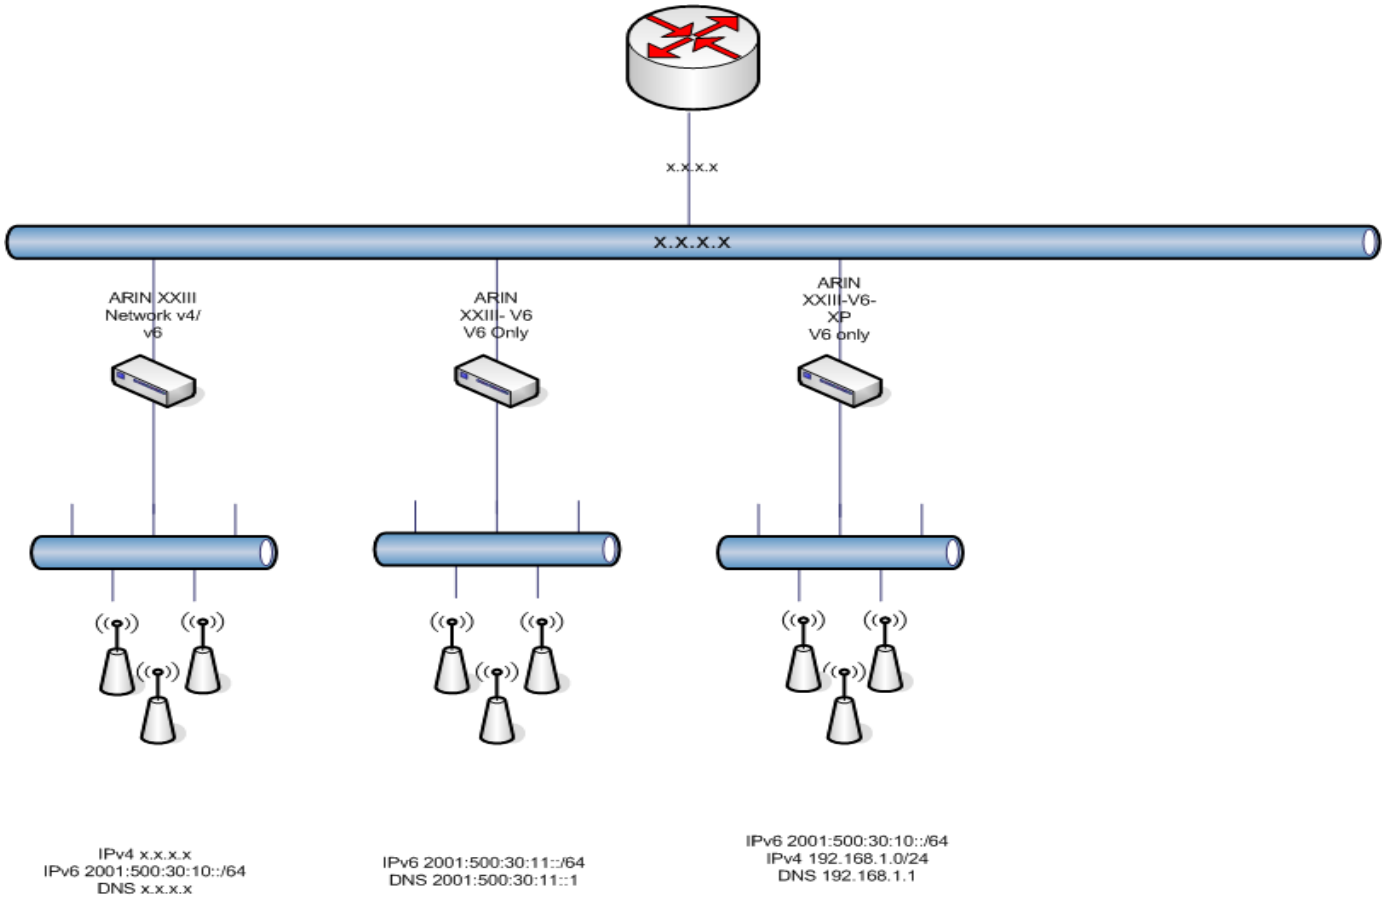 x.x.x.x
x.x.x.x
ARIN XXIII
Network v4/
v6
ARIN
XXIII- V6
V6 Only
ARIN
XXIII-V6-
XP
V6 only
IPv4 x.x.x.x
IPv6 2001:500:30:10::/64
DNS x.x.x.x
IPv6 2001:500:30:11::/64
DNS 2001:500:30:11::1
IPv6 2001:500:30:10::/64
IPv4 192.168.1.0/24
DNS 192.168.1.1